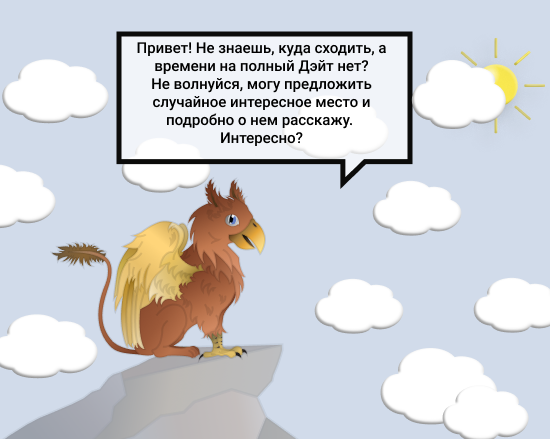 Привет! Не знаешь, куда сходить, а
времени на полный Дэйт нет?
Не волнуйся, могу предложить
случайное интересное место и
подробно о нем расскажу.
Интересно?